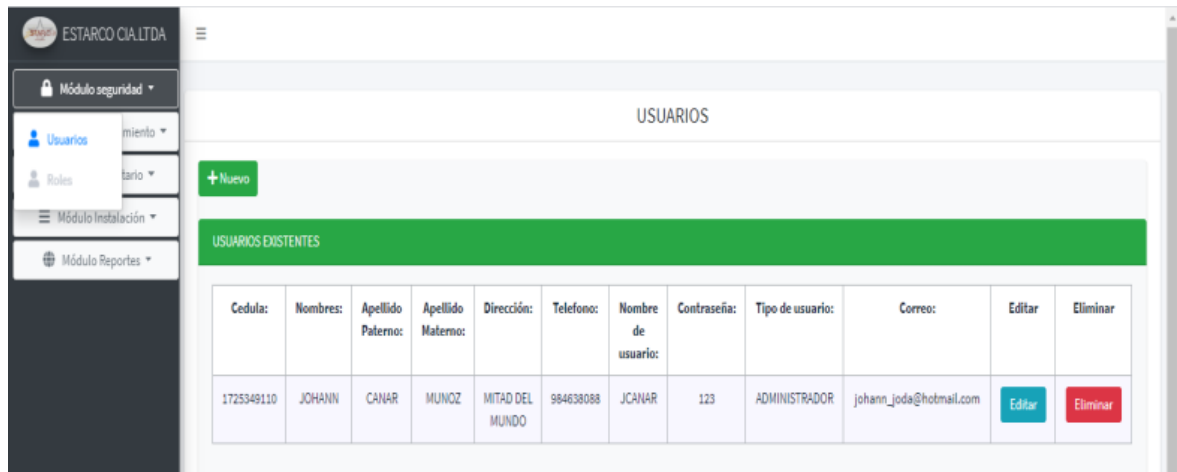 ESTARCO CIA.LTDA
Módulo seguridad
Usuarios
miento
Roles
tario
Módulo Instalación
Módulo Reportes
USUARIOS
+ Nuevo
USUARIOS EXISTENTES
Cedula: Nombres: Apellido Paterno: Apellido Materno: Dirección: Telefono: Nombre de usuario: Contraseña: Tipo de usuario: Correo: Editar Eliminar
1725349110 JOHANN CANAR MUNOZ MITAD DEL MUNDO 984638088 JCANAR 123 ADMINISTRADOR johann_joda@hotmail.com Editar Eliminar